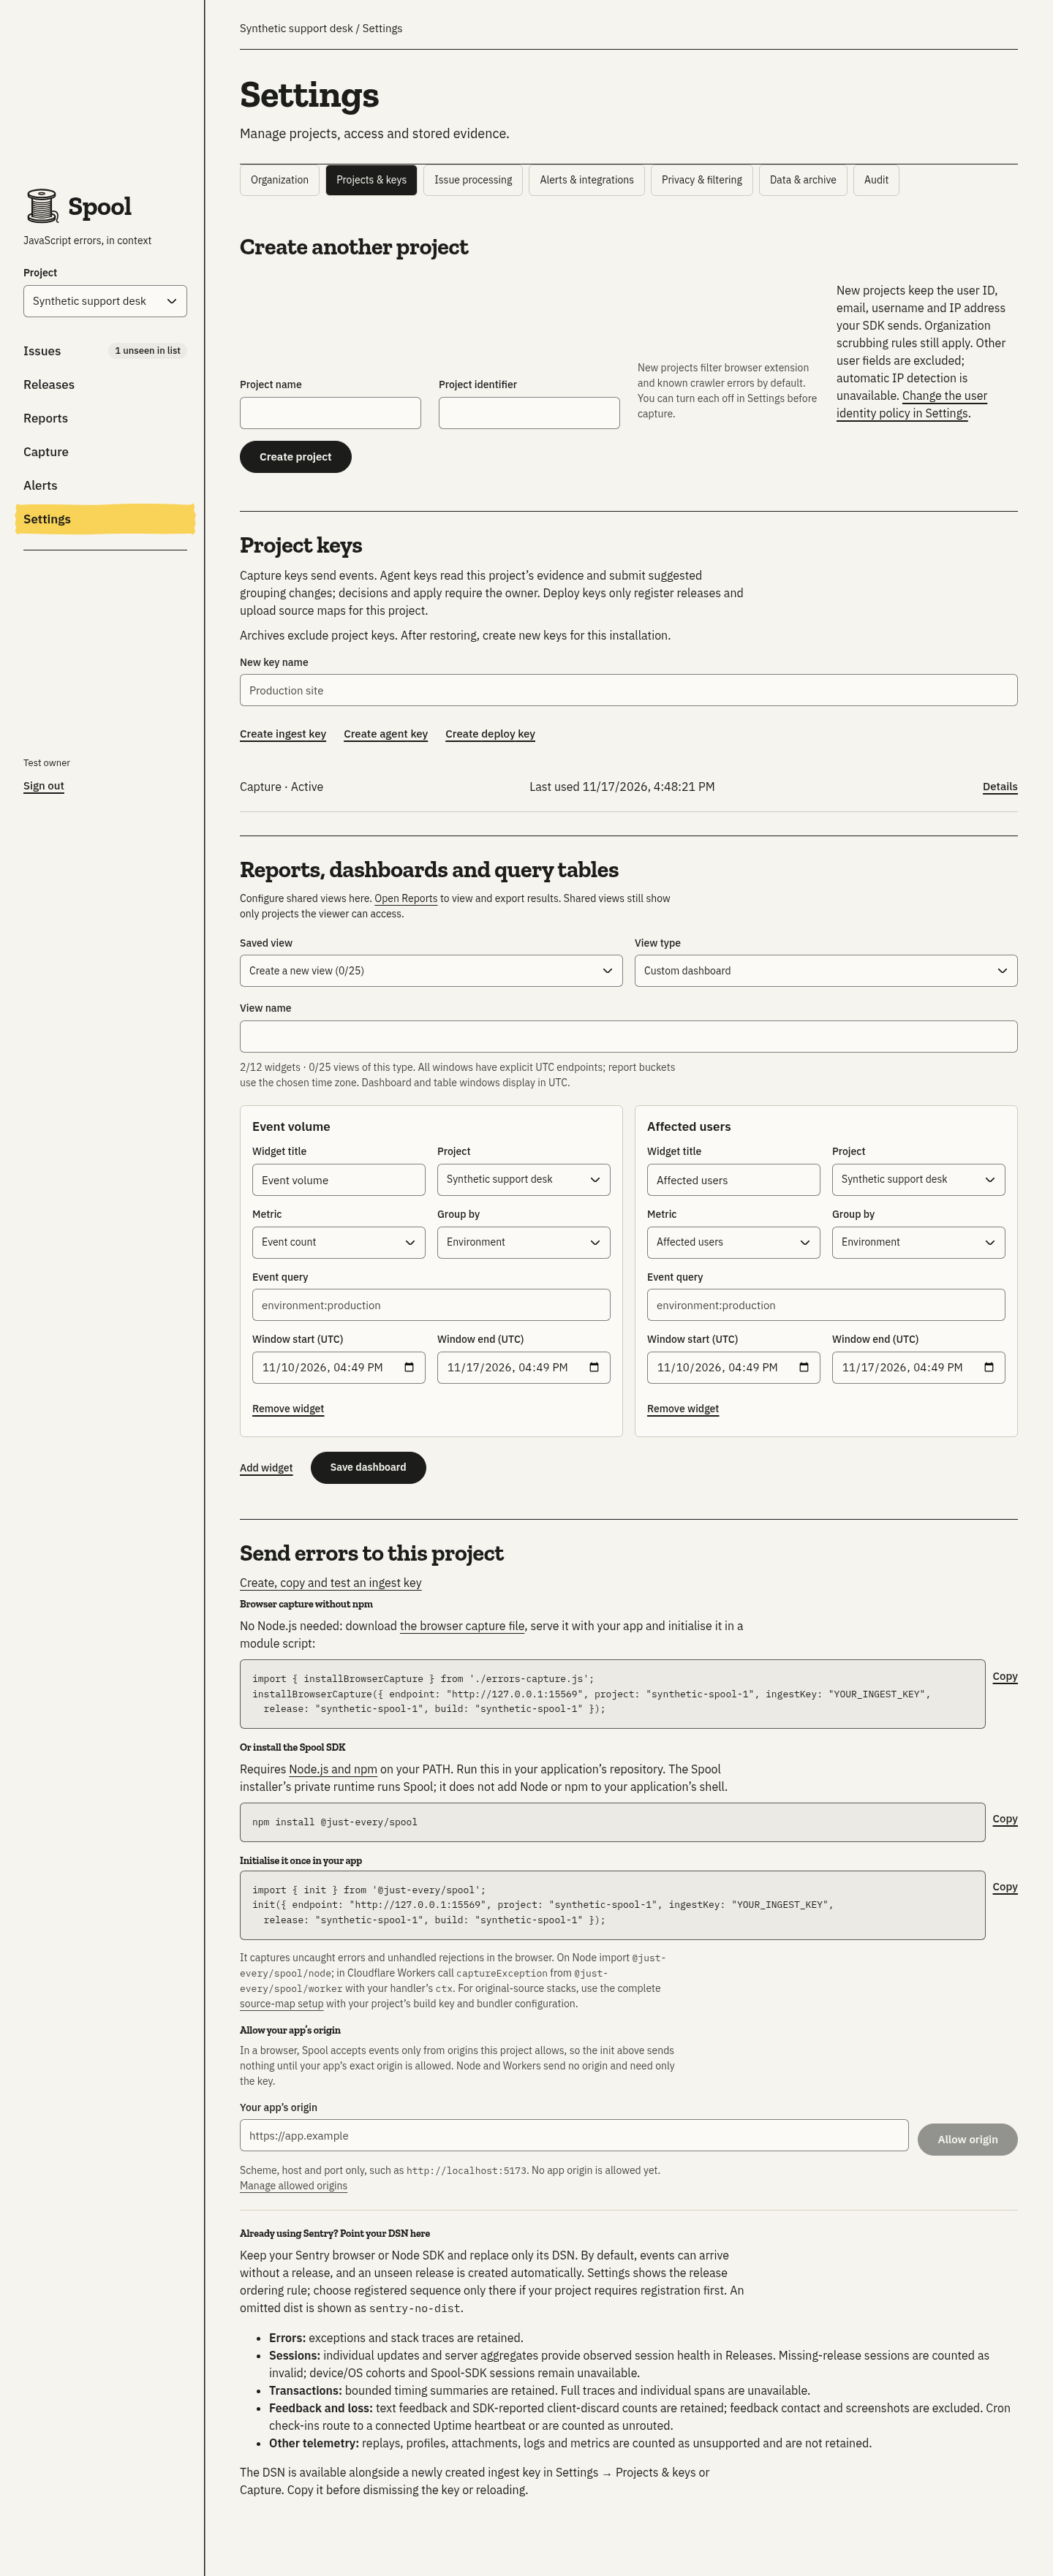 Spool
JavaScript errors, in context
Project
Synthetic support desk
Issues
1 unseen in list
Releases
Reports
Capture
Alerts
Settings
Test owner
Sign out
Synthetic support desk / Settings
Settings
Manage projects, access and stored evidence.
Organization
Projects & keys
Issue processing
Alerts & integrations
Privacy & filtering
Data & archive
Audit
Create another project
Project name
Project identifier
New projects filter browser extension
and known crawler errors by default.
You can turn each off in Settings before
capture.
New projects keep the user ID,
email, username and IP address
your SDK sends. Organization
scrubbing rules still apply. Other
user fields are excluded;
automatic IP detection is
unavailable. Change the user
identity policy in Settings.
Create project
Project keys
Capture keys send events. Agent keys read this project’s evidence and submit suggested
grouping changes; decisions and apply require the owner. Deploy keys only register releases and
upload source maps for this project.
Archives exclude project keys. After restoring, create new keys for this installation.
New key name
Production site
Create ingest key
Create agent key
Create deploy key
Capture · Active
Last used 11/17/2026, 4:48:21 PM
Details
Reports, dashboards and query tables
Configure shared views here. Open Reports to view and export results. Shared views still show
only projects the viewer can access.
Saved view
View type
Create a new view (0/25)
Custom dashboard
View name
2/12 widgets · 0/25 views of this type. All windows have explicit UTC endpoints; report buckets
use the chosen time zone. Dashboard and table windows display in UTC.
Event volume
Widget title
Project
Event volume
Synthetic support desk
Metric
Group by
Event count
Environment
Event query
environment:production
Window start (UTC)
Window end (UTC)
11/10/2026, 04:49 PM
11/17/2026, 04:49 PM
Remove widget
Affected users
Widget title
Project
Affected users
Synthetic support desk
Metric
Group by
Affected users
Environment
Event query
environment:production
Window start (UTC)
Window end (UTC)
11/10/2026, 04:49 PM
11/17/2026, 04:49 PM
Remove widget
Add widget
Save dashboard
Send errors to this project
Create, copy and test an ingest key
Browser capture without npm
No Node.js needed: download the browser capture file, serve it with your app and initialise it in a
module script:
import { installBrowserCapture } from './errors-capture.js';
installBrowserCapture({ endpoint: "http://127.0.0.1:15569", project: "synthetic-spool-1", ingestKey: "YOUR_INGEST_KEY",
release: "synthetic-spool-1", build: "synthetic-spool-1" });
Copy
Or install the Spool SDK
Requires Node.js and npm on your PATH. Run this in your application’s repository. The Spool
installer’s private runtime runs Spool; it does not add Node or npm to your application’s shell.
npm install @just-every/spool
Copy
Initialise it once in your app
import { init } from '@just-every/spool';
init({ endpoint: "http://127.0.0.1:15569", project: "synthetic-spool-1", ingestKey: "YOUR_INGEST_KEY",
release: "synthetic-spool-1", build: "synthetic-spool-1" });
Copy
It captures uncaught errors and unhandled rejections in the browser. On Node import @just-
every/spool/node; in Cloudflare Workers call captureException from @just-
every/spool/worker with your handler’s ctx. For original-source stacks, use the complete
source-map setup with your project’s build key and bundler configuration.
Allow your app’s origin
In a browser, Spool accepts events only from origins this project allows, so the init above sends
nothing until your app’s exact origin is allowed. Node and Workers send no origin and need only
the key.
Your app’s origin
https://app.example
Allow origin
Scheme, host and port only, such as http://localhost:5173. No app origin is allowed yet.
Manage allowed origins
Already using Sentry? Point your DSN here
Keep your Sentry browser or Node SDK and replace only its DSN. By default, events can arrive
without a release, and an unseen release is created automatically. Settings shows the release
ordering rule; choose registered sequence only there if your project requires registration first. An
omitted dist is shown as sentry-no-dist.
• Errors: exceptions and stack traces are retained.
• Sessions: individual updates and server aggregates provide observed session health in Releases. Missing-release sessions are counted as
invalid; device/OS cohorts and Spool-SDK sessions remain unavailable.
• Transactions: bounded timing summaries are retained. Full traces and individual spans are unavailable.
• Feedback and loss: text feedback and SDK-reported client-discard counts are retained; feedback contact and screenshots are excluded. Cron
check-ins route to a connected Uptime heartbeat or are counted as unrouted.
• Other telemetry: replays, profiles, attachments, logs and metrics are counted as unsupported and are not retained.
The DSN is available alongside a newly created ingest key in Settings → Projects & keys or
Capture. Copy it before dismissing the key or reloading.